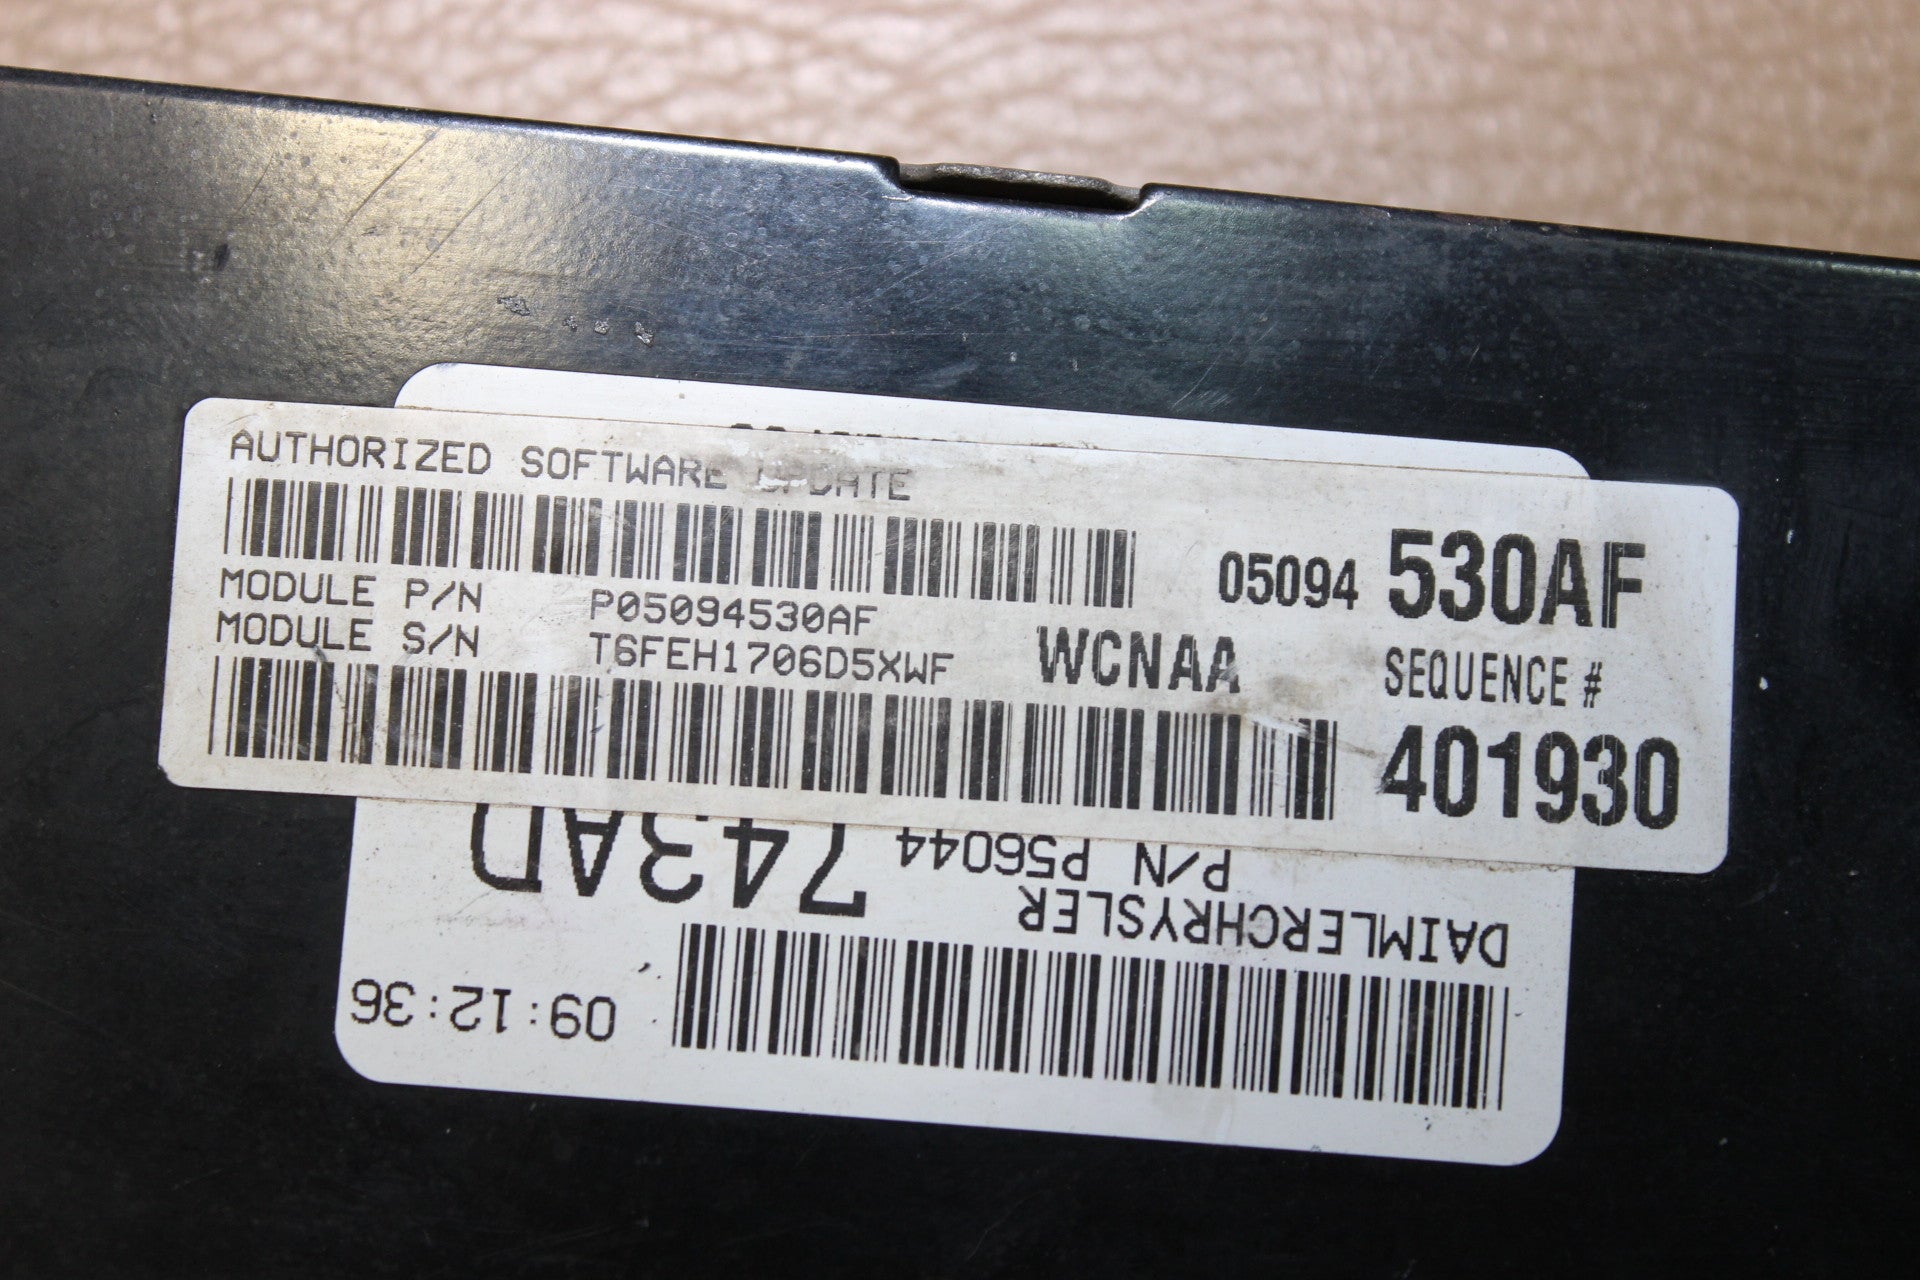 AUTHORIZED SOFTWARE UPDATE
05094 530AF
MODULE P/N P05094530AF
MODULE S/N T6FEH1706D5XWF
WCNAA
SEQUENCE #
401930
DAIMLERCHRYSLER
P/N P56044 743AD
09:12:36